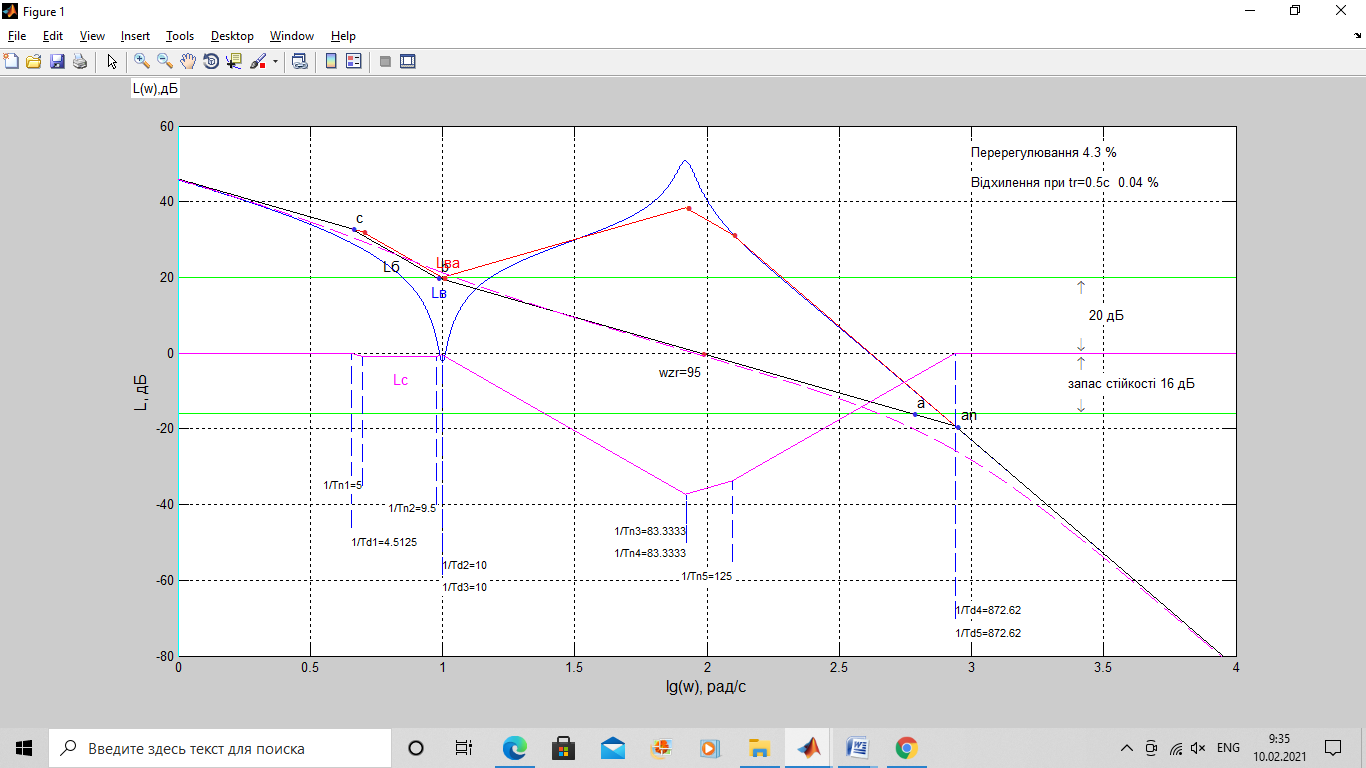 Figure 1
File Edit View Insert Tools Desktop Window Help
L(w),дБ
60
40
20
0
-20
-40
-60
-80
L, дБ
Перерегулювання 4.3 %
Відхилення при tr=0.5с 0.04 %
c
Lва
Lб
в
Lв
20 дБ
Lc
wzr=95
запас стійкості 16 дБ
a
an
1/Tn1=5
1/Tn2=9.5
1/Td1=4.5125
1/Tn3=83.3333
1/Tn4=83.3333
1/Td2=10
1/Tn5=125
1/Td3=10
1/Td4=872.62
1/Td5=872.62
0 0.5 1 1.5 2 2.5 3 3.5 4
lg(w), рад/с
Введите здесь текст для поиска
ENG
9:35
10.02.2021